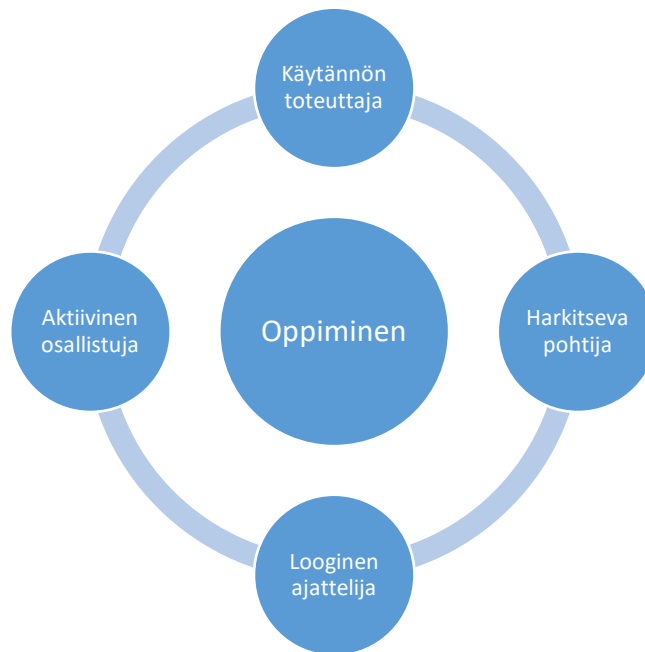 Käytännön
toteuttaja
Aktiivinen
osallistuja
Oppiminen
Harkitseva
pohtija
Looginen
ajattelija